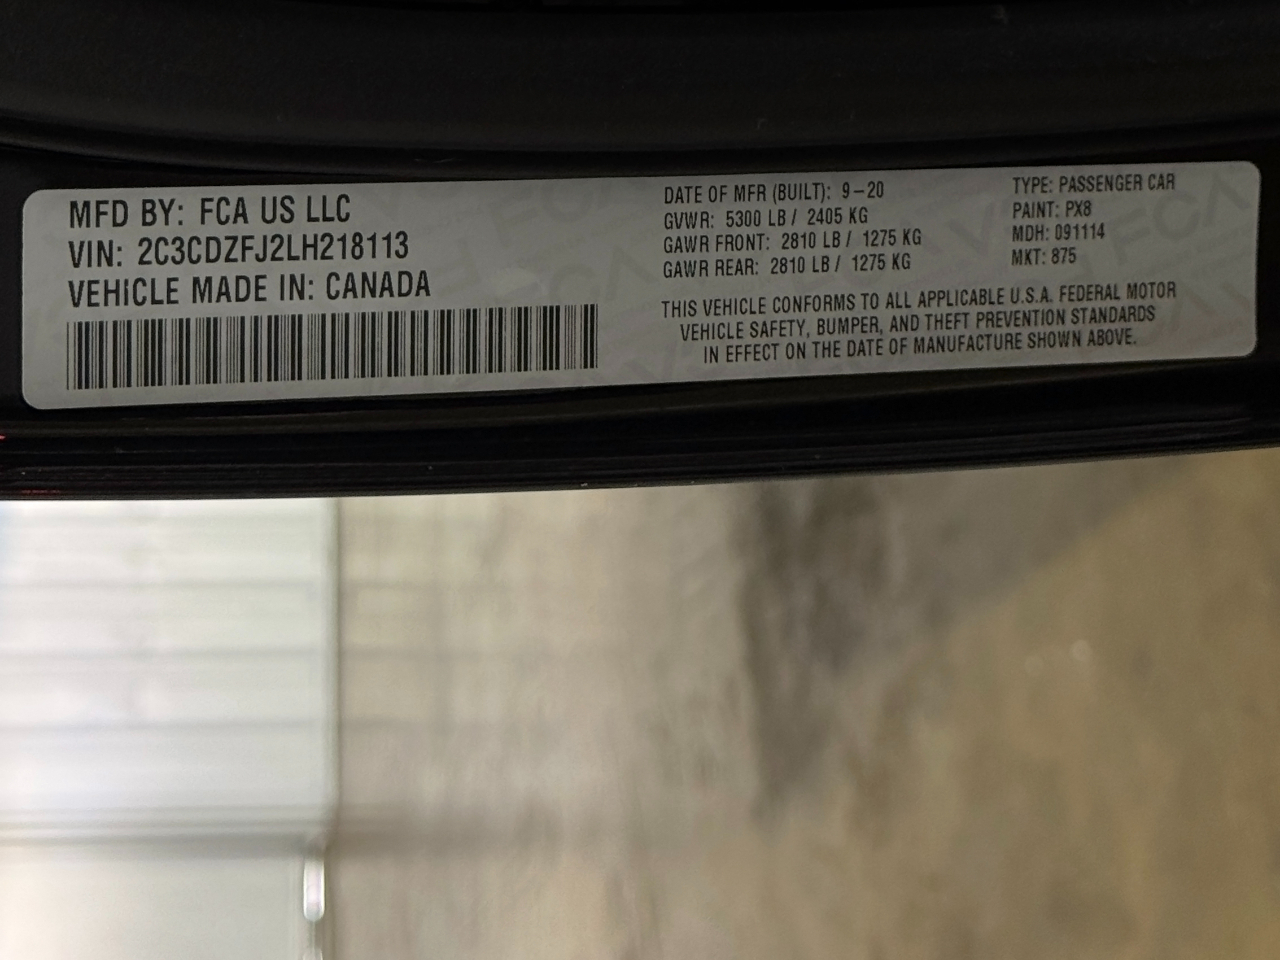 MFD BY: FCA US LLC
VIN: 2C3CDZFJ2LH218113
VEHICLE MADE IN: CANADA
DATE OF MFR (BUILT): 9-20
GVWR: 5300 LB / 2405 KG
GAWR FRONT: 2810 LB / 1275 KG
GAWR REAR: 2810 LB / 1275 KG
TYPE: PASSENGER CAR
PAINT: PX8
MDH: 091114
MKT: 875
THIS VEHICLE CONFORMS TO ALL APPLICABLE U.S.A. FEDERAL MOTOR
VEHICLE SAFETY, BUMPER, AND THEFT PREVENTION STANDARDS
IN EFFECT ON THE DATE OF MANUFACTURE SHOWN ABOVE.